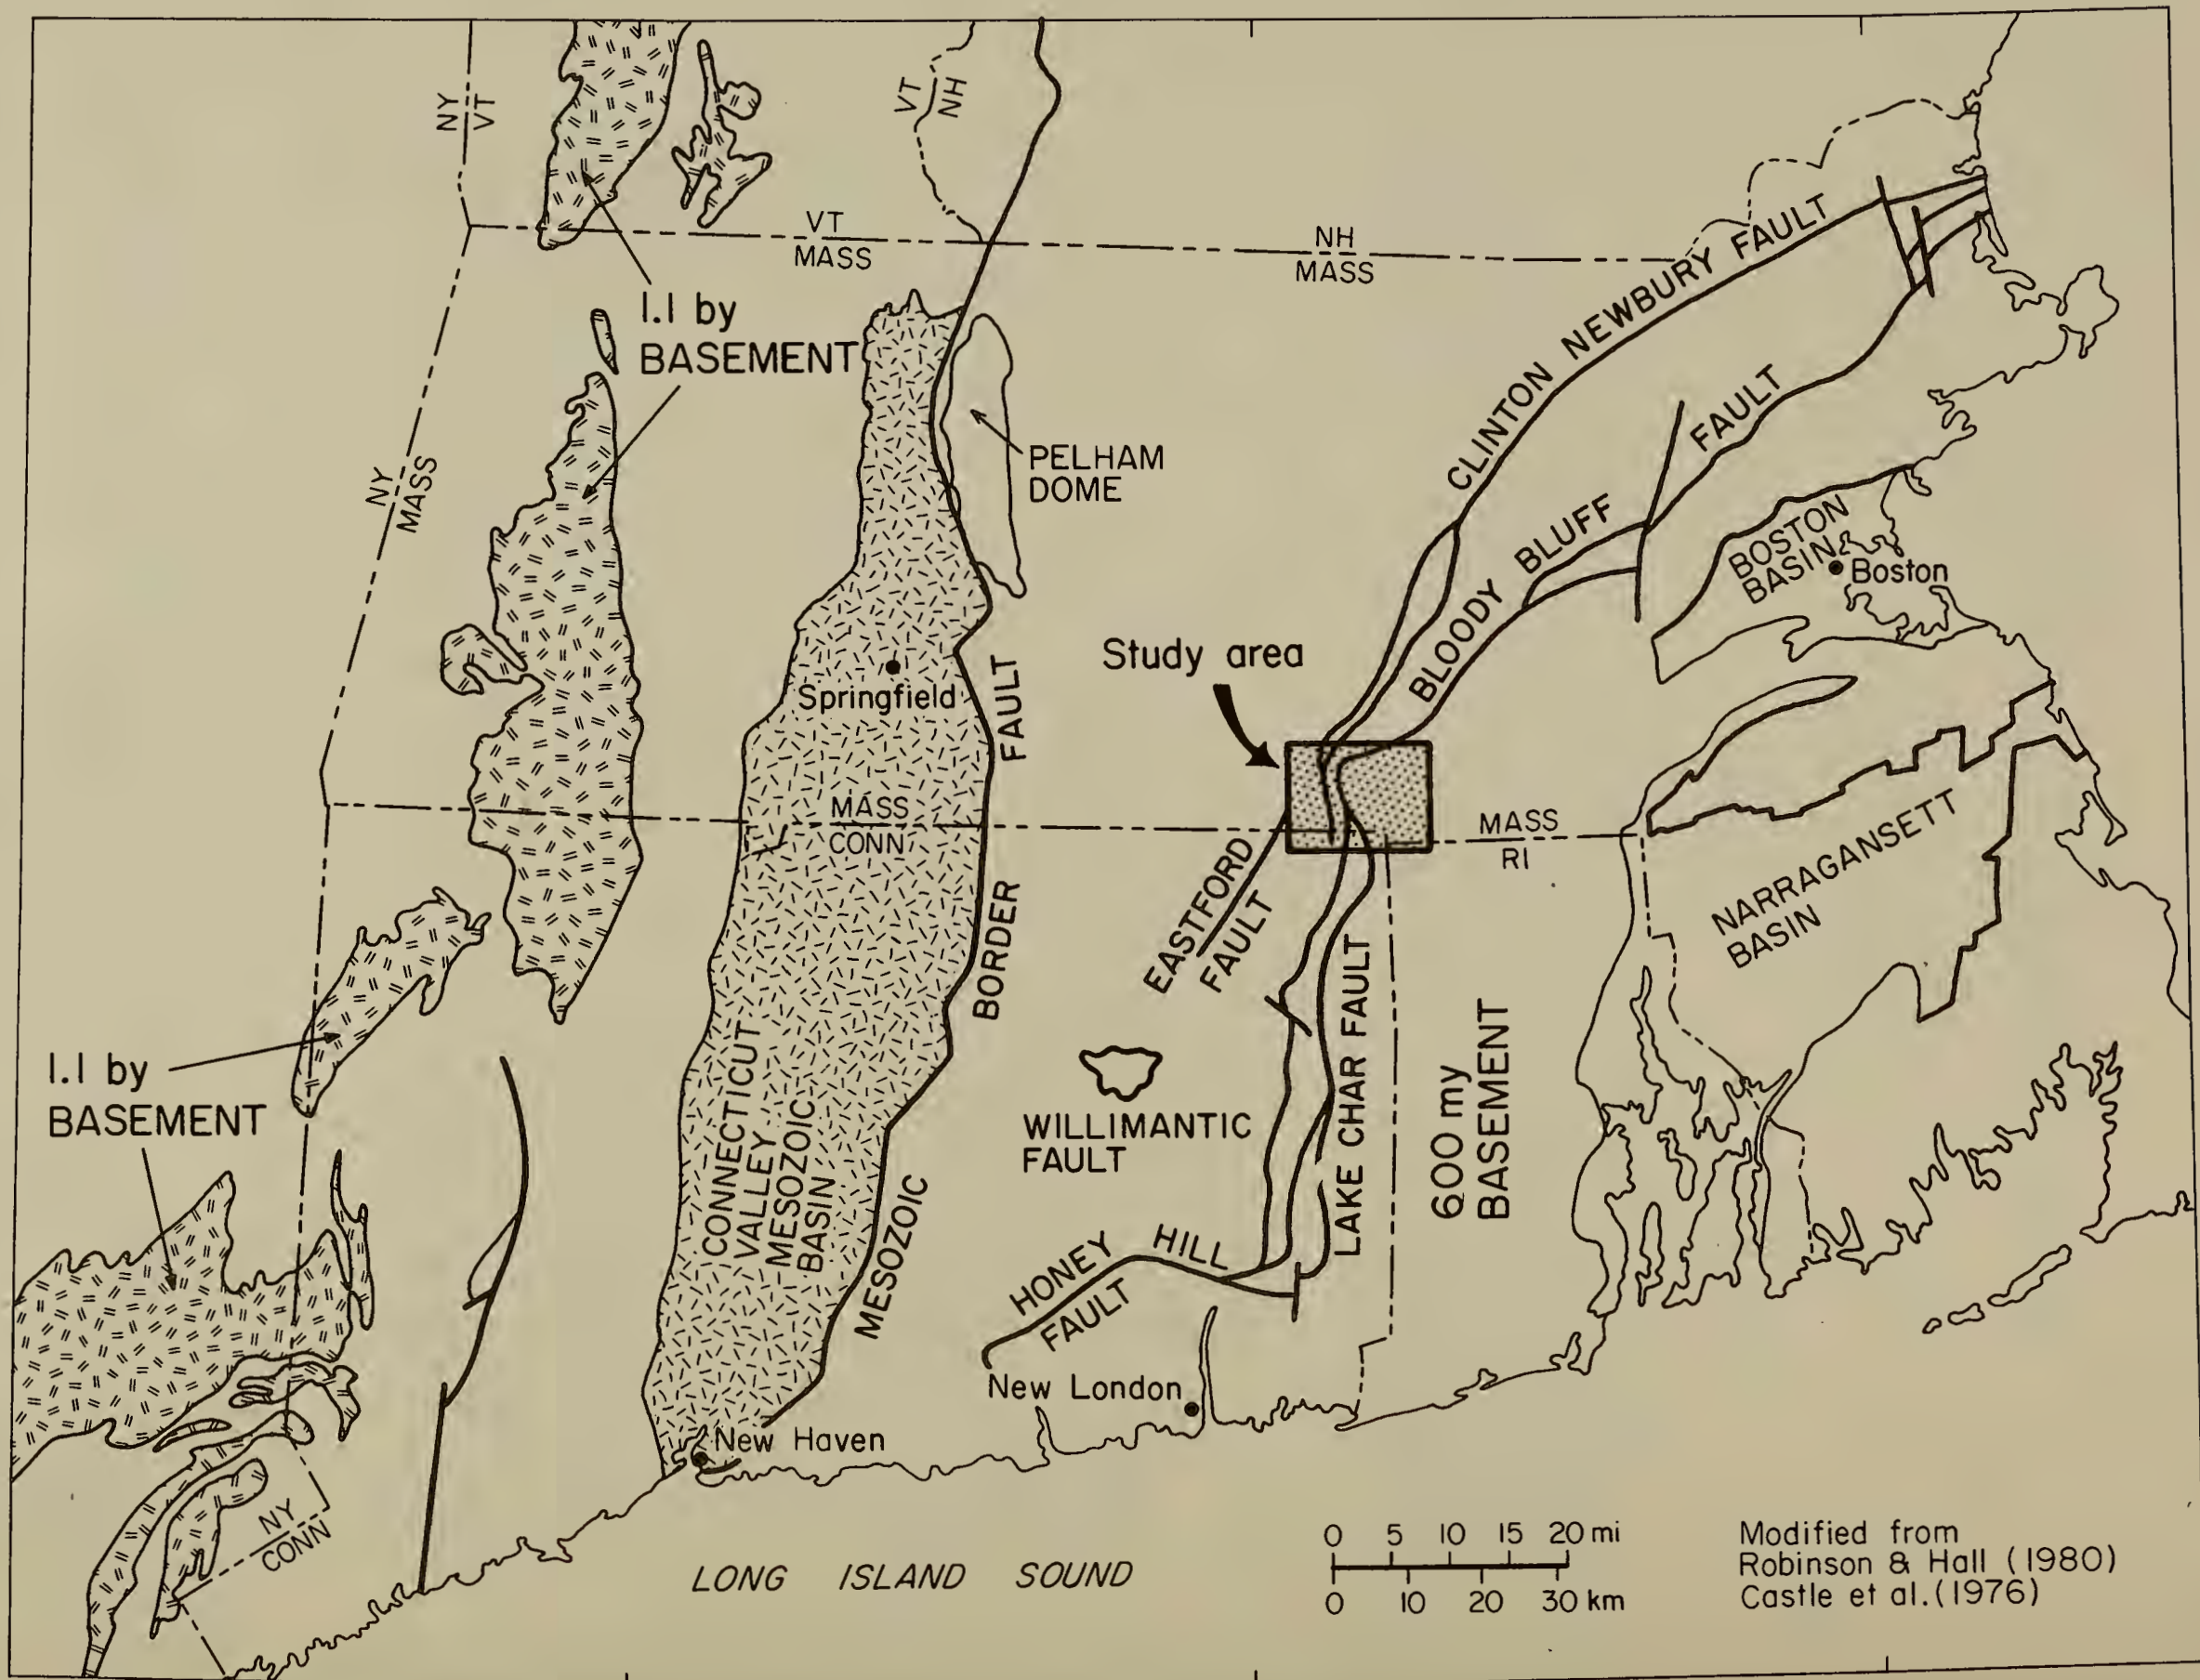 NY
VT
VT
NH
VT
MASS
NH
MASS
CLINTON NEWBURY FAULT
1.1 by
BASEMENT
PELHAM
DOME
NY
MASS
BLOODY BLUFF FAULT
BOSTON
BASIN
Boston
Study area
Springfield
MESOZOIC BORDER FAULT
MASS
CONN
MASS
RI
EASTFORD
FAULT
NARRAGANSETT
BASIN
LAKE CHAR FAULT
600 my
BASEMENT
1.1 by
BASEMENT
CONNECTICUT
VALLEY
MESOZOIC
BASIN
WILLIMANTIC
FAULT
HONEY HILL
FAULT
New London
New Haven
NY
CONN
LONG ISLAND SOUND
0 5 10 15 20 mi
0 10 20 30 km
Modified from
Robinson & Hall (1980)
Castle et al. (1976)